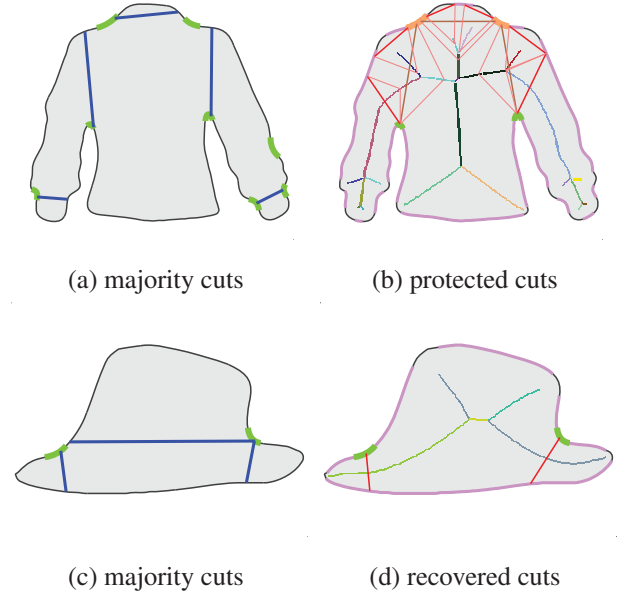 (a) majority cuts
(b) protected cuts
(c) majority cuts
(d) recovered cuts